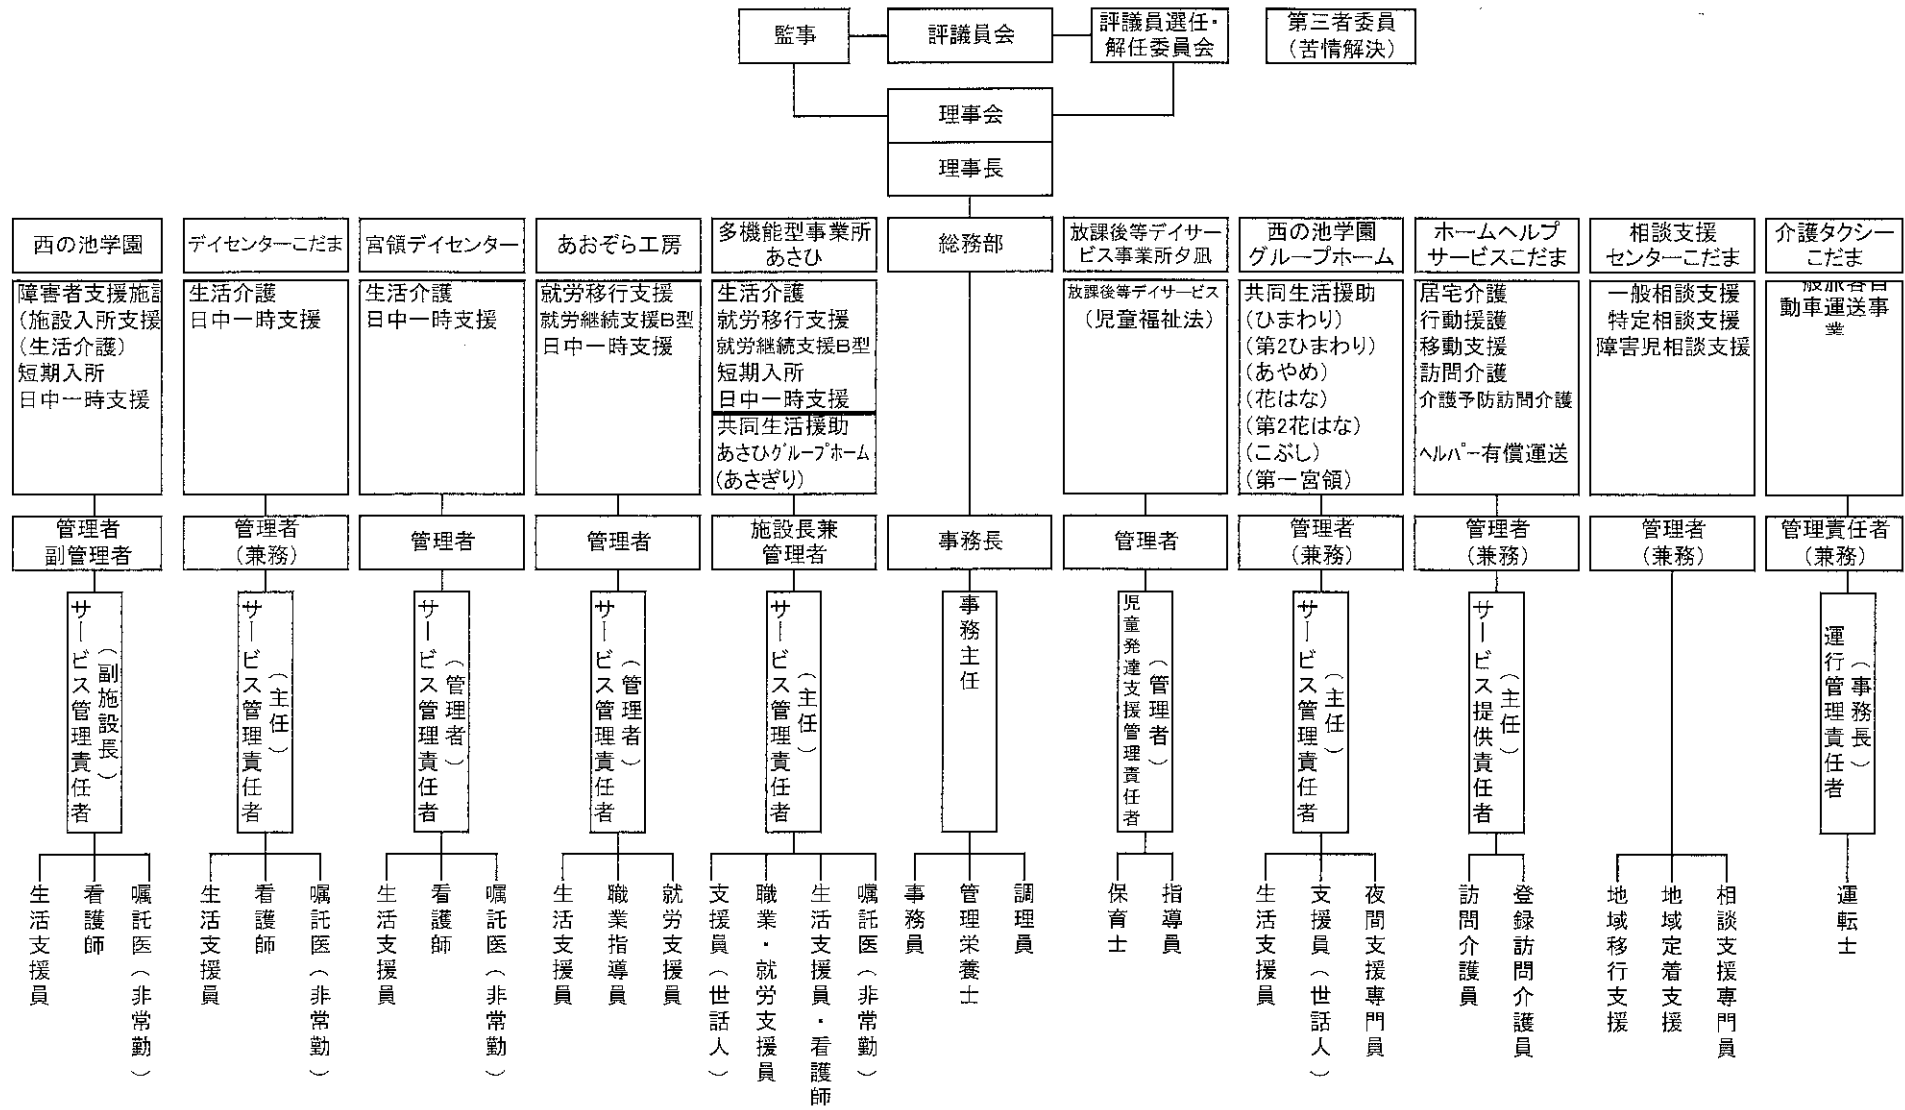 監事
評議員会
評議員選任・
解任委員会
第三者委員
(苦情解決)
理事会
理事長
西の池学園
デイセンターこだま
宮領デイセンター
あおぞら工房
多機能型事業所
あさひ
総務部
放課後等デイサー
ビス事業所夕凪
西の池学園
グループホーム
ホームヘルプ
サービスこだま
相談支援
センターこだま
介護タクシー
こだま
障害者支援施設
(施設入所支援
(生活介護)
短期入所
日中一時支援
生活介護
日中一時支援
生活介護
日中一時支援
就労移行支援
就労継続支援B型
日中一時支援
生活介護
就労移行支援
就労継続支援B型
短期入所
日中一時支援
共同生活援助
あさひグループホーム
(あさぎり)
放課後等デイサービス
(児童福祉法)
共同生活援助
(ひまわり)
(第2ひまわり)
(あやめ)
(花はな)
(第2花はな)
(こぶし)
(第一宮領)
居宅介護
行動援護
移動支援
訪問介護
介護予防訪問介護
ヘルパー有償運送
一般相談支援
特定相談支援
障害児相談支援
般旅客自
動車運送事
業
管理者
副管理者
管理者
(兼務)
管理者
管理者
施設長兼
管理者
事務長
管理者
管理者
(兼務)
管理者
(兼務)
管理者
(兼務)
管理責任者
(兼務)
サービス管理責任者
(副施設長)
サービス管理責任者
(主任)
サービス管理責任者
(管理者)
サービス管理責任者
(管理者)
サービス管理責任者
(主任)
事務主任
児童発達支援管理責任者
(管理者)
サービス管理責任者
(主任)
サービス提供責任者
(主任)
運行管理責任者
(事務長)
生活支援員
看護師
嘱託医(非常勤)
生活支援員
看護師
嘱託医(非常勤)
生活支援員
看護師
嘱託医(非常勤)
生活支援員
職業指導員
就労支援員
支援員(世話人)
職業・就労支援員
生活支援員・看護師
嘱託医(非常勤)
事務員
管理栄養士
調理員
保育士
指導員
生活支援員
支援員(世話人)
夜間支援専門員
訪問介護員
登録訪問介護員
地域移行支援
地域定着支援
相談支援専門員
運転士